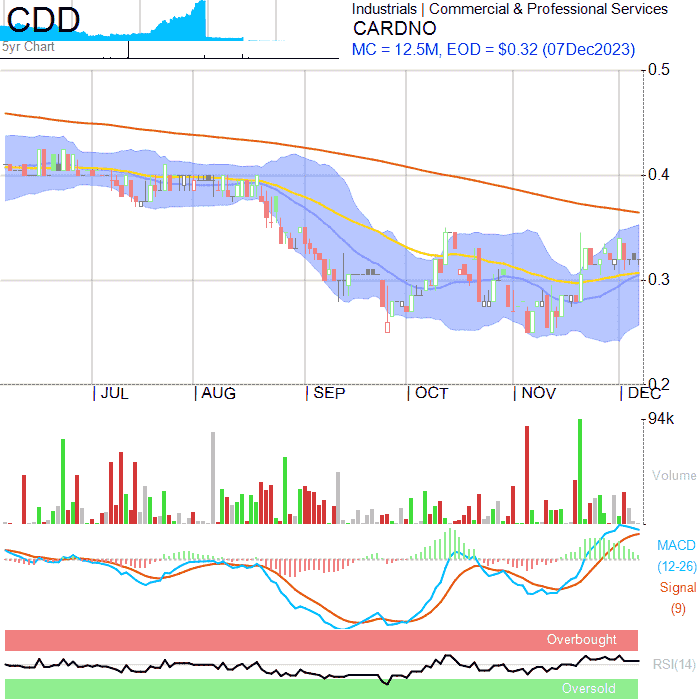 CDD
5yr Chart
Industrials | Commercial & Professional Services
CARDNO
MC = 12.5M, EOD = $0.32 (07Dec2023)
0.5
0.4
0.3
0.2
JUL AUG SEP OCT NOV DEC
94k
Volume
MACD
(12-26)
Signal
(9)
Overbought
RSI(14)
Oversold